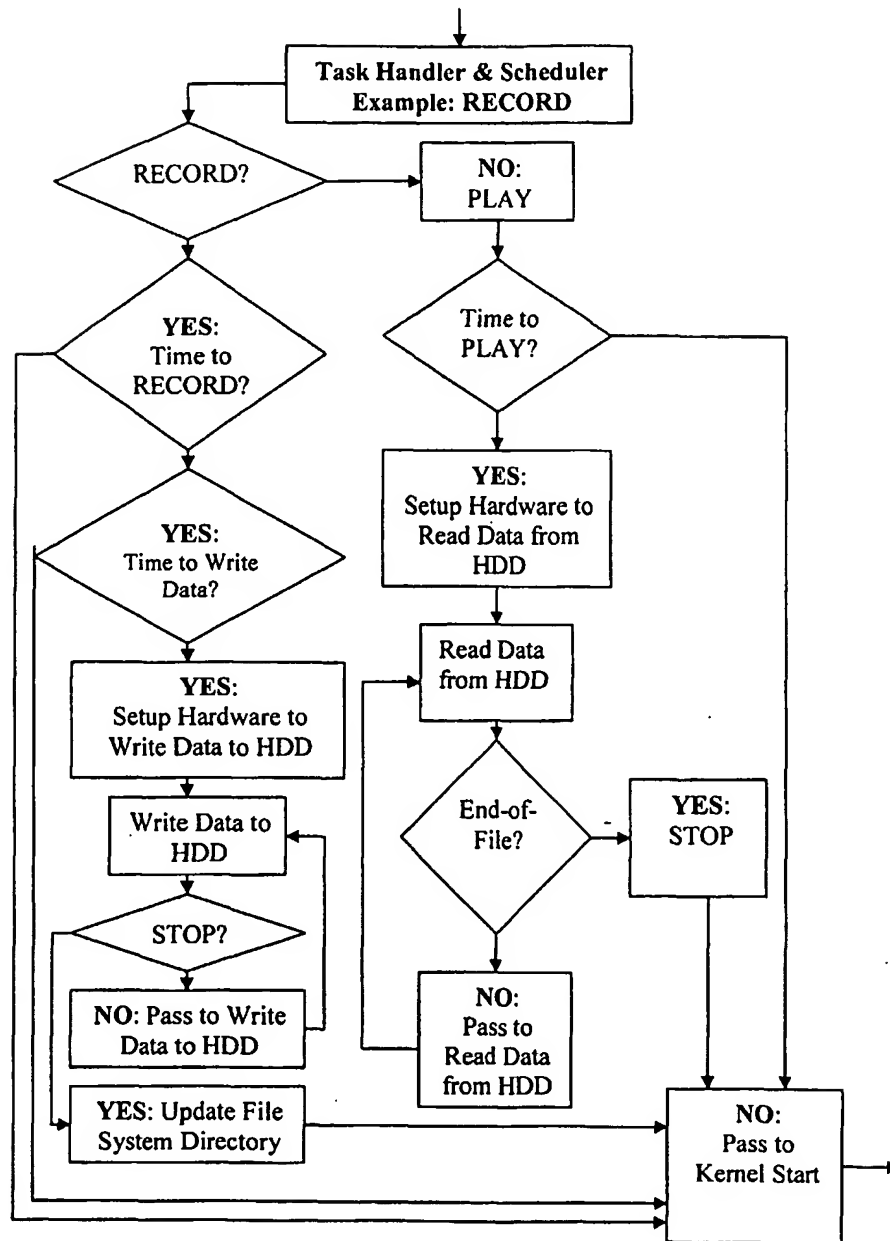 Task Handler & Scheduler
Example: RECORD
RECORD?
NO:
PLAY
YES:
Time to
RECORD?
Time to
PLAY?
YES:
Time to Write
Data?
YES:
Setup Hardware to
Read Data from
HDD
YES:
Setup Hardware to
Write Data to HDD
Read Data
from HDD
Write Data to
HDD
End-of-
File?
YES:
STOP
STOP?
NO: Pass to Write
Data to HDD
NO:
Pass to
Read Data
from HDD
YES: Update File
System Directory
NO:
Pass to
Kernel Start